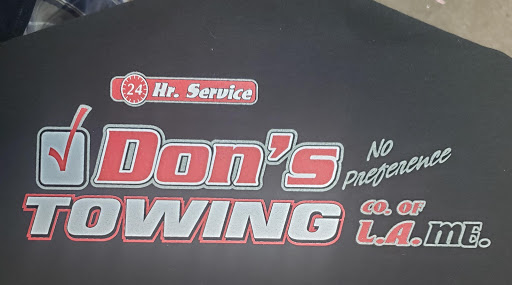 24 Hr. Service
Don's
No
Preference
TOWING
CO. OF
L.A. ME.